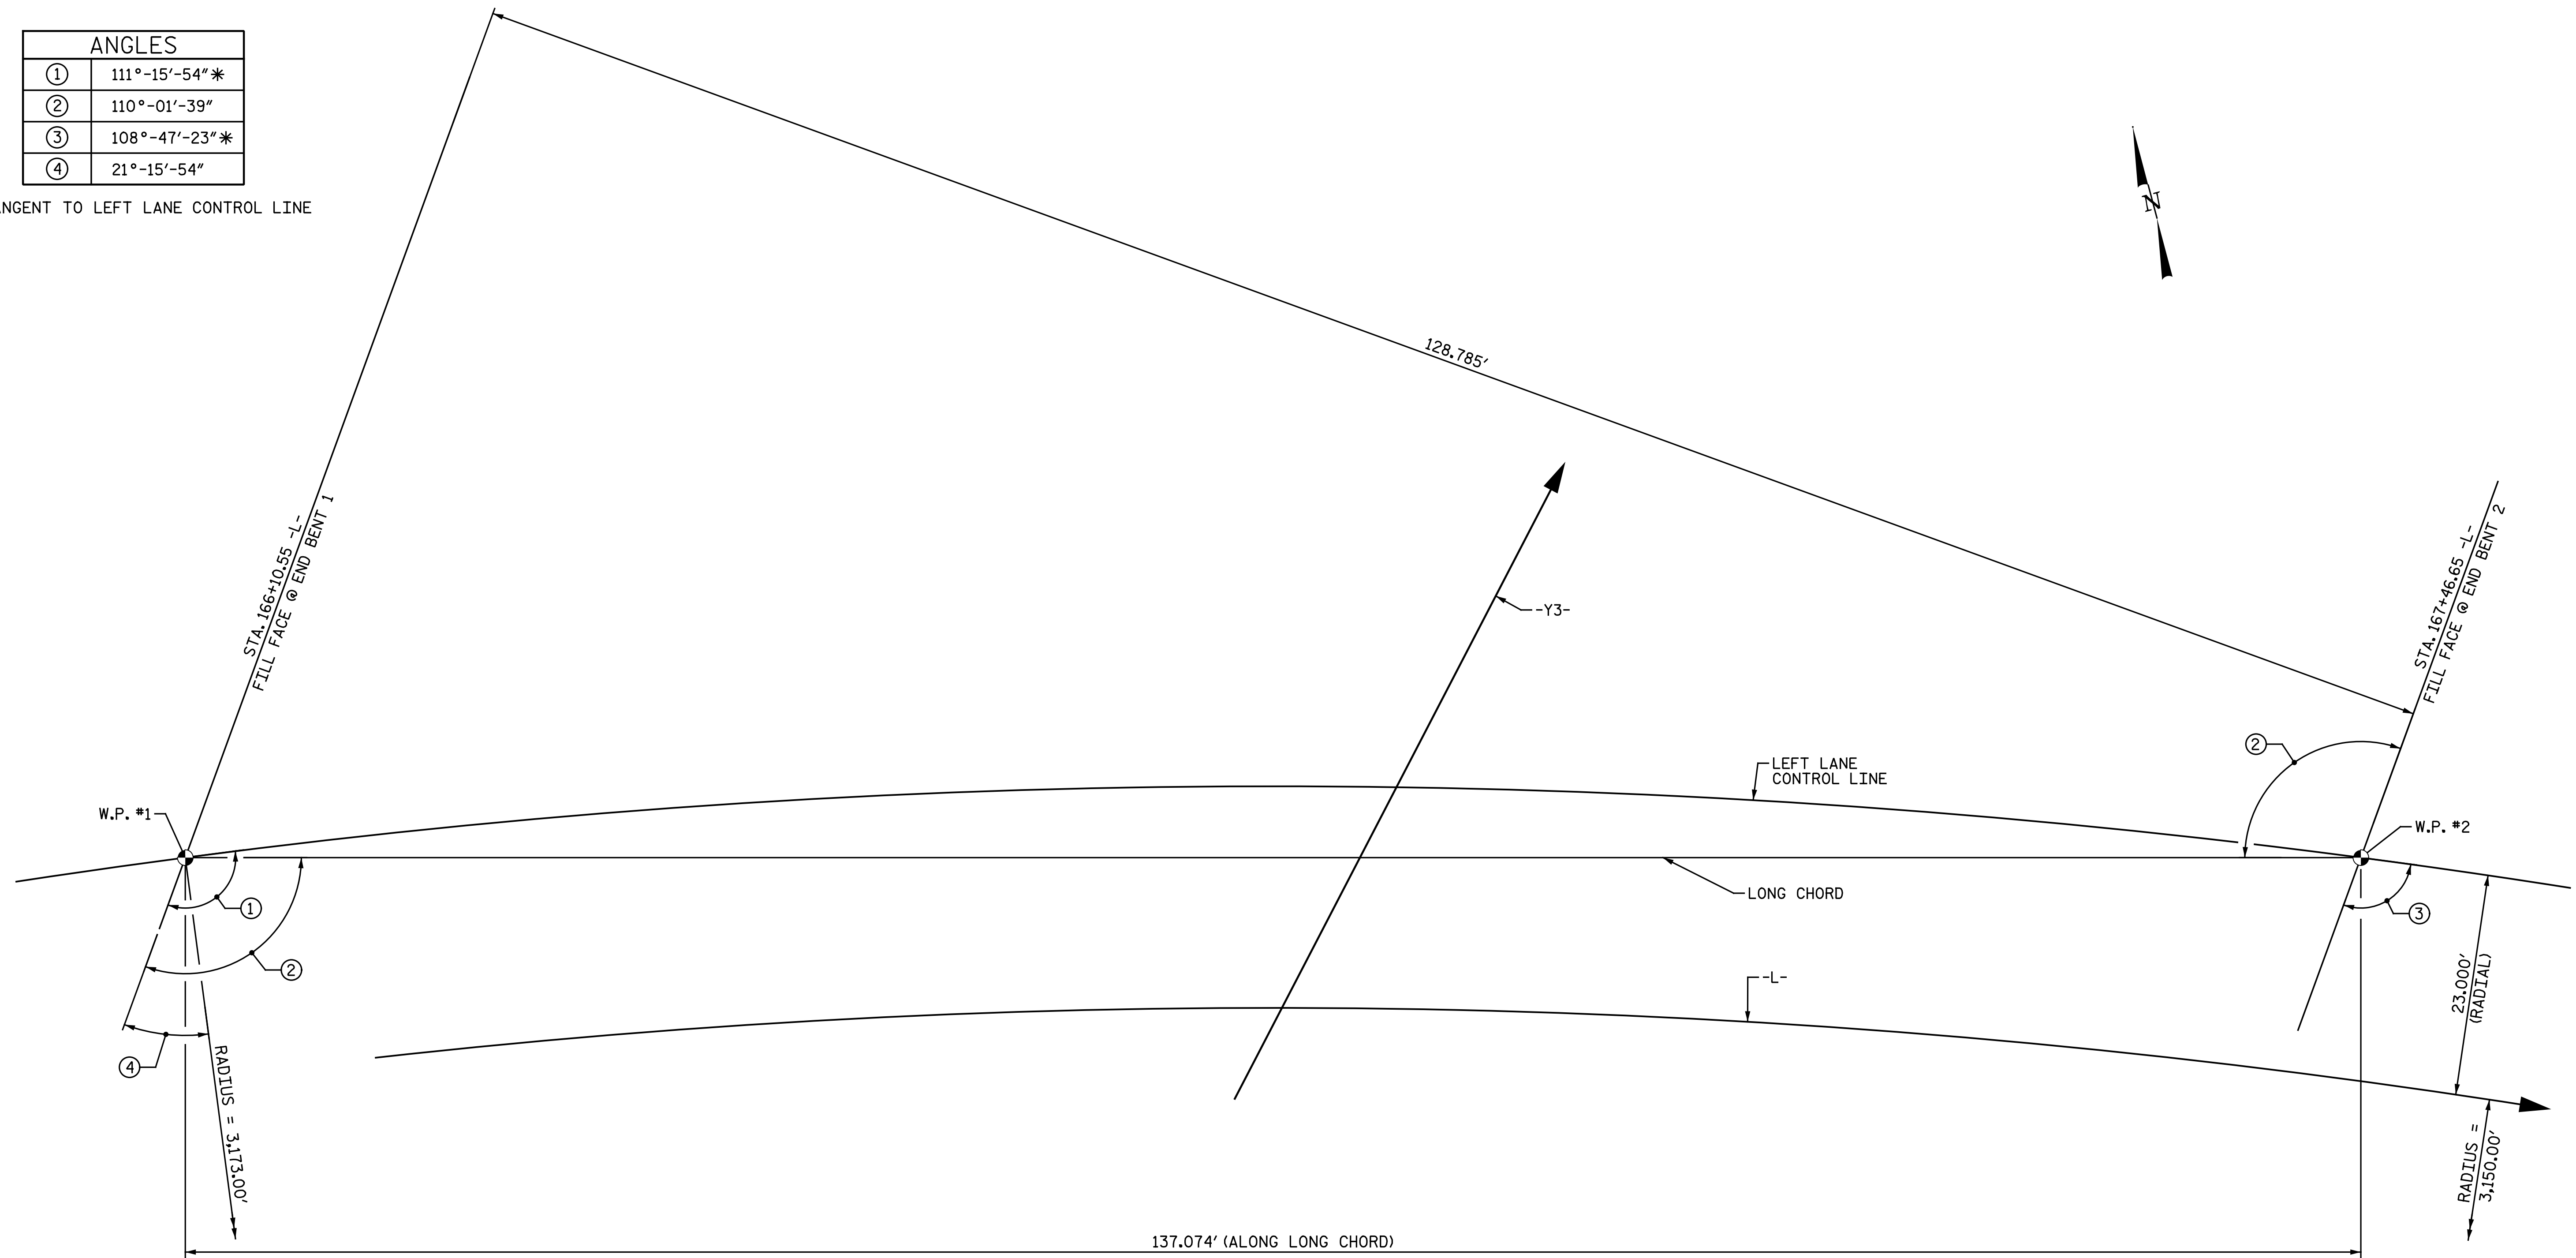 ANGLES
1 111°-15'-54"*
2 110°-01'-39"
3 108°-47'-23"*
4 21°-15'-54"
TO LEFT LANE CONTROL LINE
N
128.785'
STA. 166+10.55 -L-
FILL FACE @ END BENT 1
-Y3-
STA. 167+46.65 -L-
FILL FACE @ END BENT 2
2
LEFT LANE
CONTROL LINE
W.P. #1
W.P. #2
LONG CHORD
1
3
2
-L-
23.000'
(RADIAL)
4
RADIUS = 3,173.00'
RADIUS =
3,150.00'
137.074' (ALONG LONG CHORD)